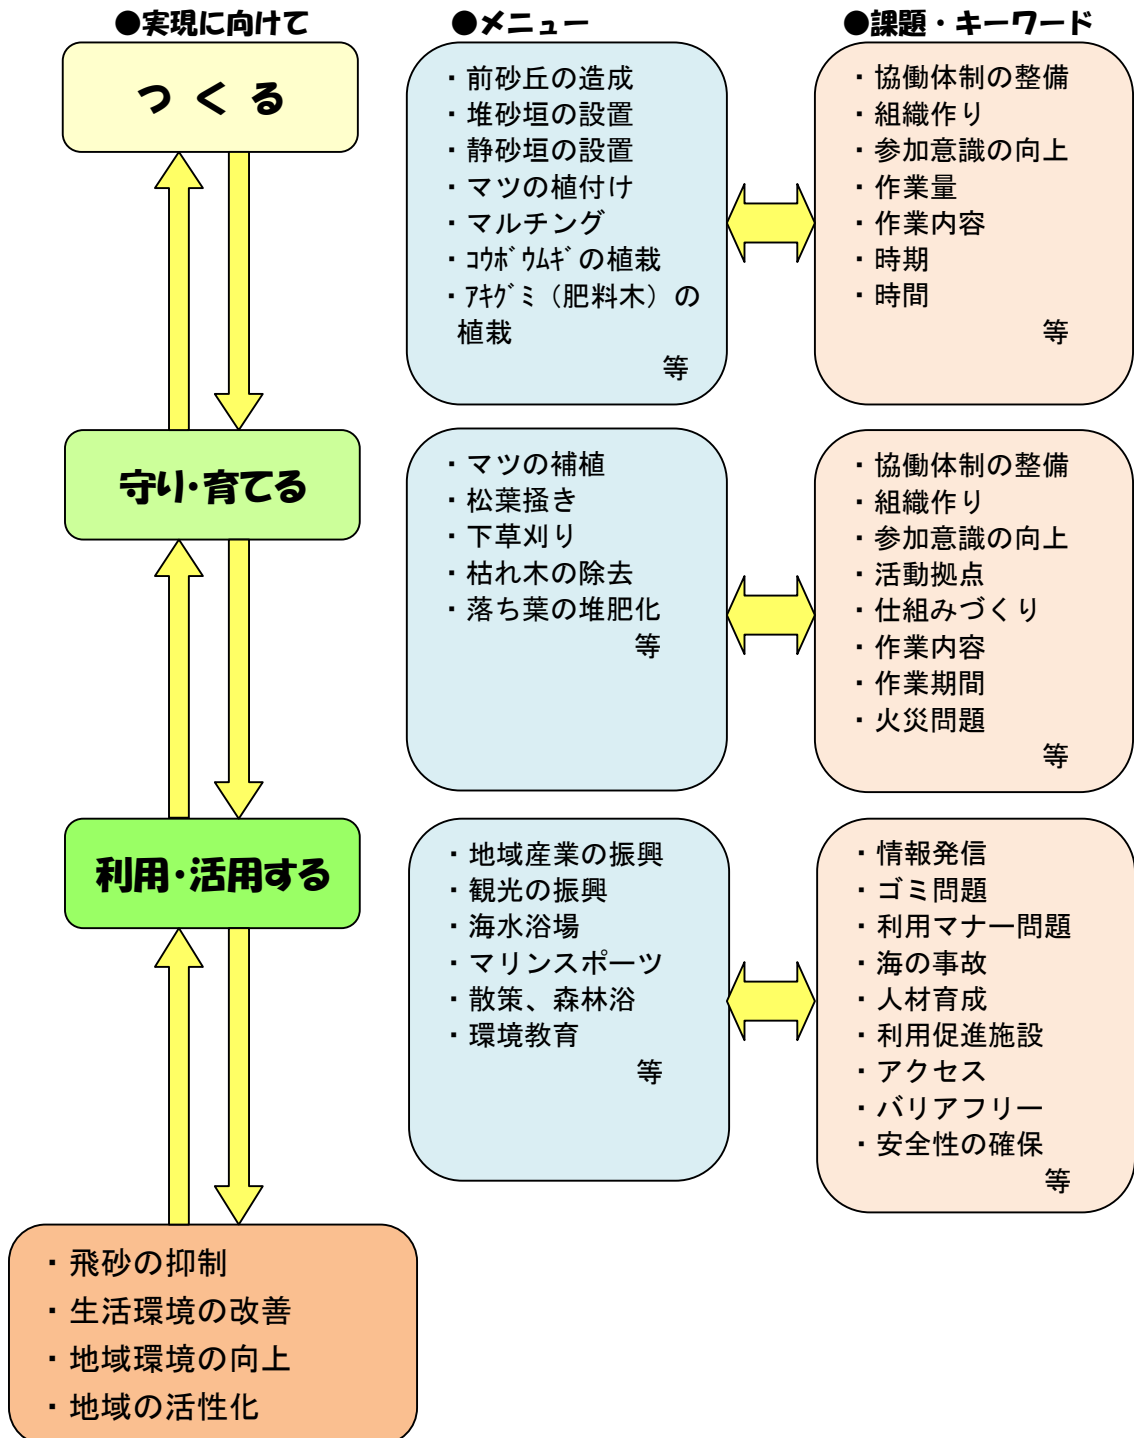 ●実現に向けて
●メニュー
●課題・キーワード
つくる
・前砂丘の造成
・堆砂垣の設置
・静砂垣の設置
・マツの植付け
・マルチング
・ｺｳﾎﾞｳﾑｷﾞの植栽
・ｱｷｸﾞﾐ（肥料木）の
植栽
等
・協働体制の整備
・組織作り
・参加意識の向上
・作業量
・作業内容
・時期
・時間
等
守り・育てる
・マツの補植
・松葉掻き
・下草刈り
・枯れ木の除去
・落ち葉の堆肥化
等
・協働体制の整備
・組織作り
・参加意識の向上
・活動拠点
・仕組みづくり
・作業内容
・作業期間
・火災問題
等
利用・活用する
・地域産業の振興
・観光の振興
・海水浴場
・マリンスポーツ
・散策、森林浴
・環境教育
等
・情報発信
・ゴミ問題
・利用マナー問題
・海の事故
・人材育成
・利用促進施設
・アクセス
・バリアフリー
・安全性の確保
等
・飛砂の抑制
・生活環境の改善
・地域環境の向上
・地域の活性化